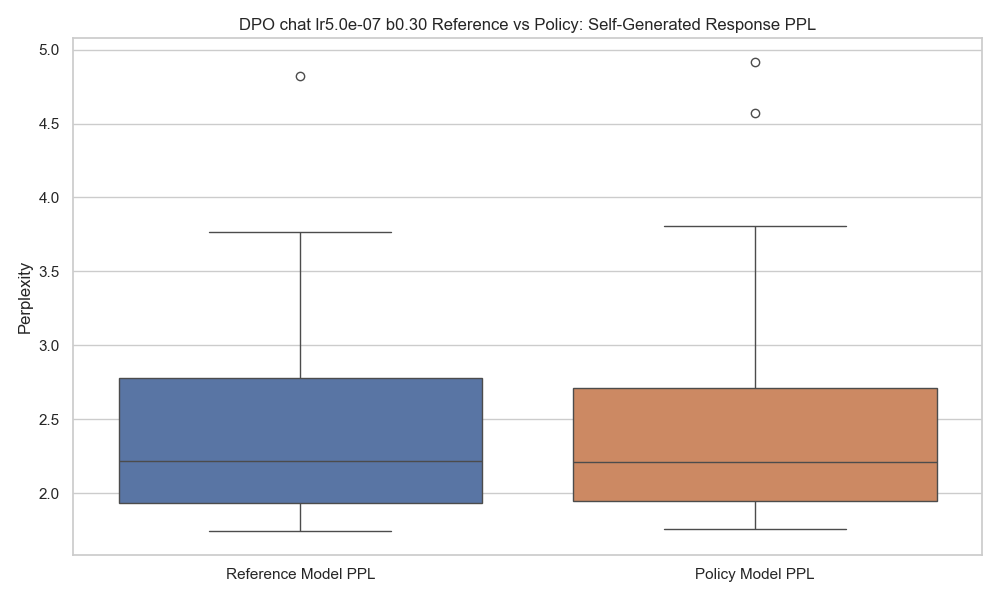 DPO chat lr5.0e-07 b0.30 Reference vs Policy: Self-Generated Response PPL
Perplexity
5.0
4.5
4.0
3.5
3.0
2.5
2.0
Reference Model PPL
Policy Model PPL